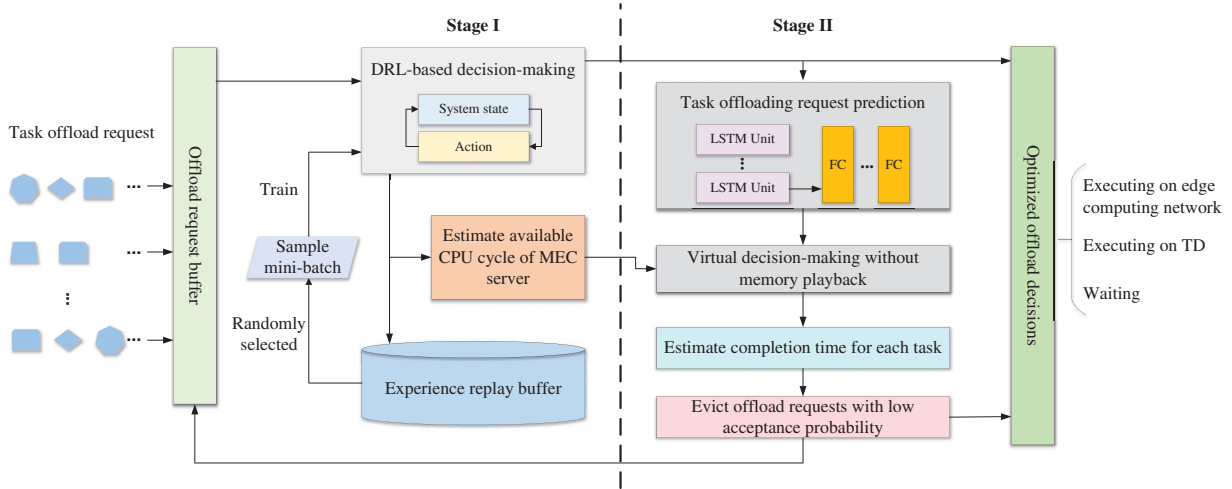 Stage I
Stage II
Task offload request
...
...
...
...
Offload request buffer
DRL-based decision-making
System state
Action
Train
Sample
mini-batch
Randomly
selected
Estimate available
CPU cycle of MEC
server
Experience replay buffer
Task offloading request prediction
LSTM Unit
...
LSTM Unit
FC
...
FC
Virtual decision-making without
memory playback
Estimate completion time for each task
Evict offload requests with low
acceptance probability
Optimized offload decisions
Executing on edge
computing network
Executing on TD
Waiting